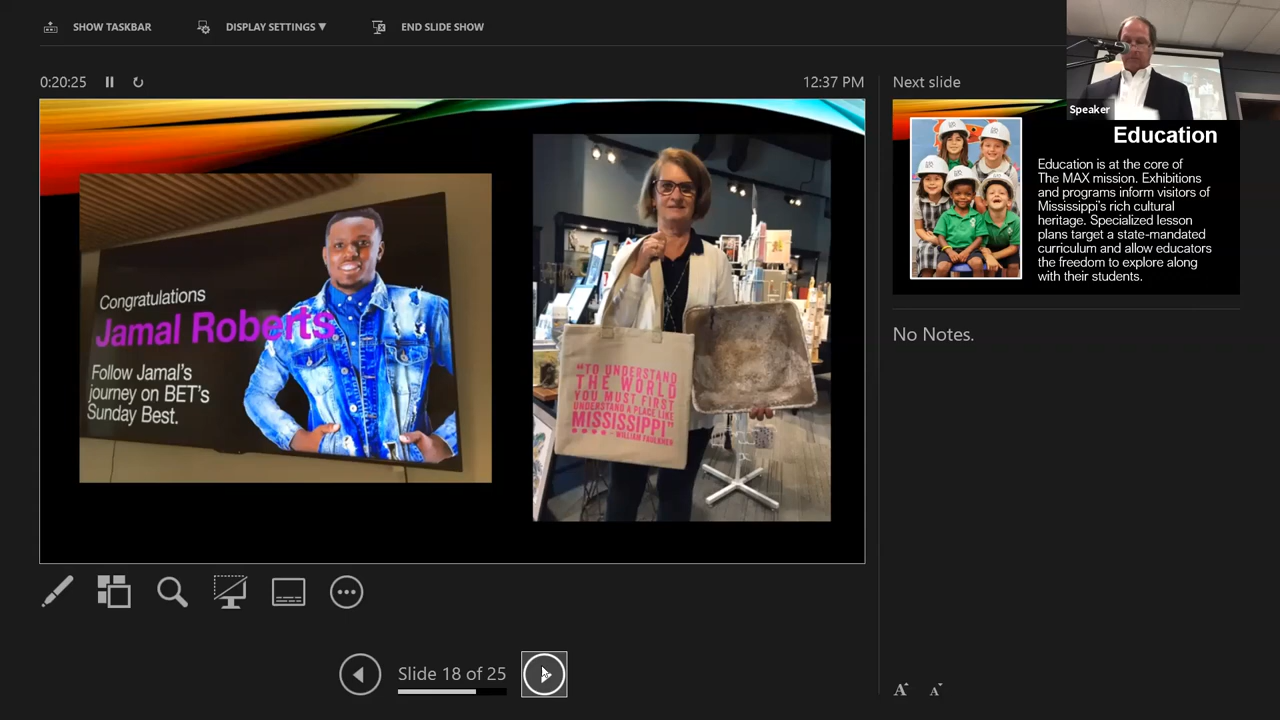 SHOW TASKBAR
DISPLAY SETTINGS ▼
END SLIDE SHOW
0:20:25
12:37 PM
Next slide
Speaker
Congratulations
Jamal Roberts
Follow Jamal's
journey on BET's
Sunday Best.
"TO UNDERSTAND
THE WORLD
YOU MUST FIRST
UNDERSTAND A PLACE LIKE
MISSISSIPPI"
—WILLIAM FAULKNER
Education
Education is at the core of
The MAX mission. Exhibitions
and programs inform visitors of
Mississippi's rich cultural
heritage. Specialized lesson
plans target a state-mandated
curriculum and allow educators
the freedom to explore along
with their students.
No Notes.
Slide 18 of 25
A
A